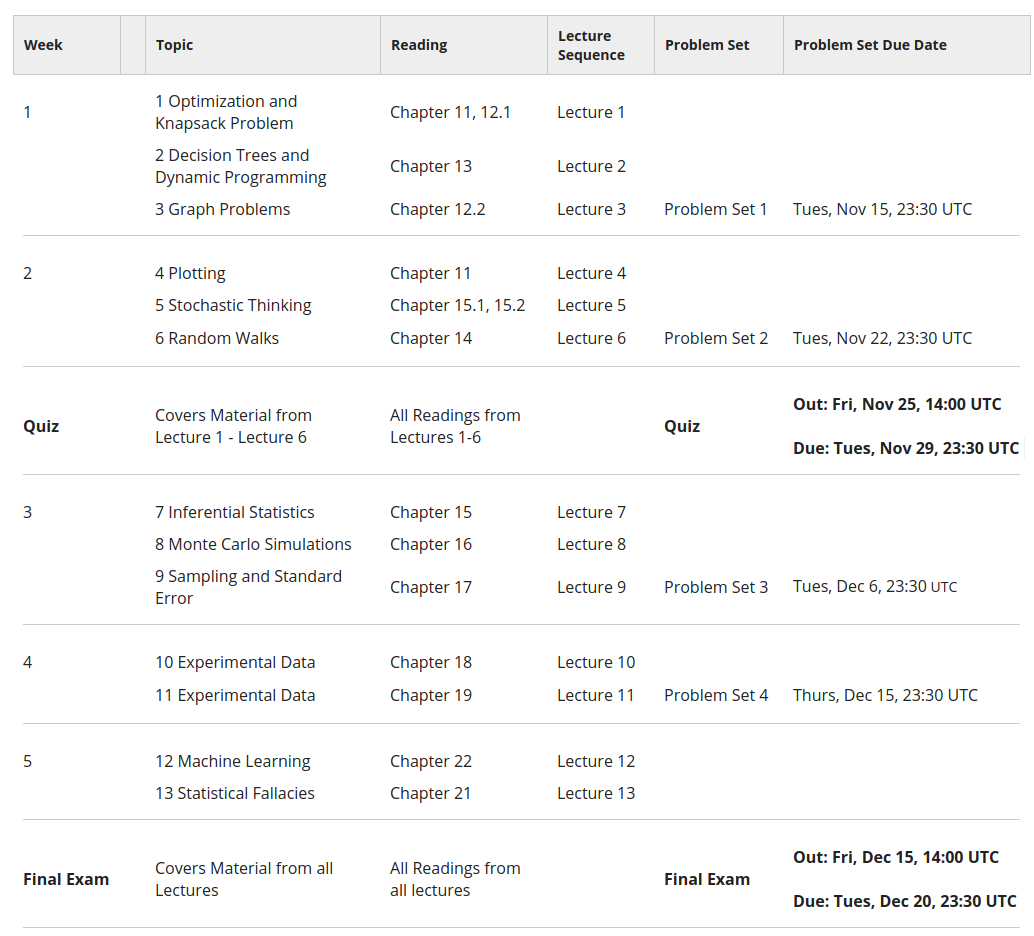 Week Topic Reading Lecture Sequence Problem Set Problem Set Due Date
1 1 Optimization and Knapsack Problem Chapter 11, 12.1 Lecture 1
2 Decision Trees and Dynamic Programming Chapter 13 Lecture 2
3 Graph Problems Chapter 12.2 Lecture 3 Problem Set 1 Tues, Nov 15, 23:30 UTC
2 4 Plotting Chapter 11 Lecture 4
5 Stochastic Thinking Chapter 15.1, 15.2 Lecture 5
6 Random Walks Chapter 14 Lecture 6 Problem Set 2 Tues, Nov 22, 23:30 UTC
Quiz Covers Material from Lecture 1 - Lecture 6 All Readings from Lectures 1-6 Quiz Out: Fri, Nov 25, 14:00 UTC
Due: Tues, Nov 29, 23:30 UTC
3 7 Inferential Statistics Chapter 15 Lecture 7
8 Monte Carlo Simulations Chapter 16 Lecture 8
9 Sampling and Standard Error Chapter 17 Lecture 9 Problem Set 3 Tues, Dec 6, 23:30 UTC
4 10 Experimental Data Chapter 18 Lecture 10
11 Experimental Data Chapter 19 Lecture 11 Problem Set 4 Thurs, Dec 15, 23:30 UTC
5 12 Machine Learning Chapter 22 Lecture 12
13 Statistical Fallacies Chapter 21 Lecture 13
Final Exam Covers Material from all Lectures All Readings from all lectures Final Exam Out: Fri, Dec 15, 14:00 UTC
Due: Tues, Dec 20, 23:30 UTC